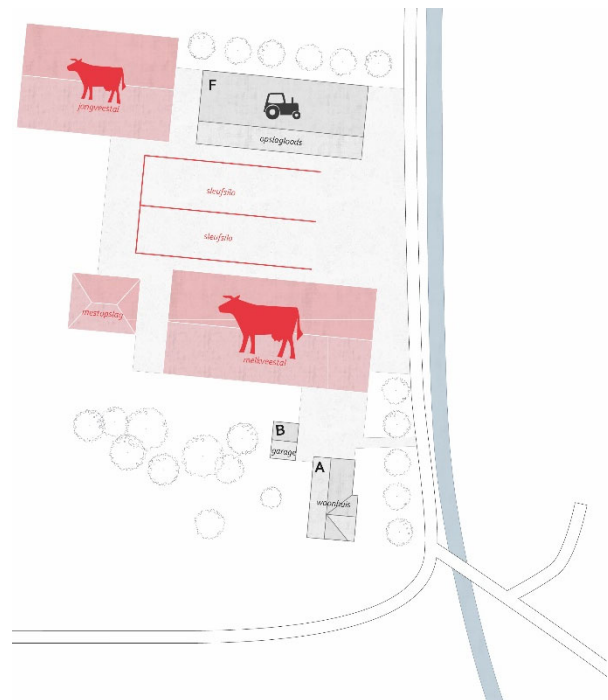 jongveestal
F
opslagloods
sleufsilo
sleufsilo
mestopslag
melkveestal
B
garage
A
woonhuis